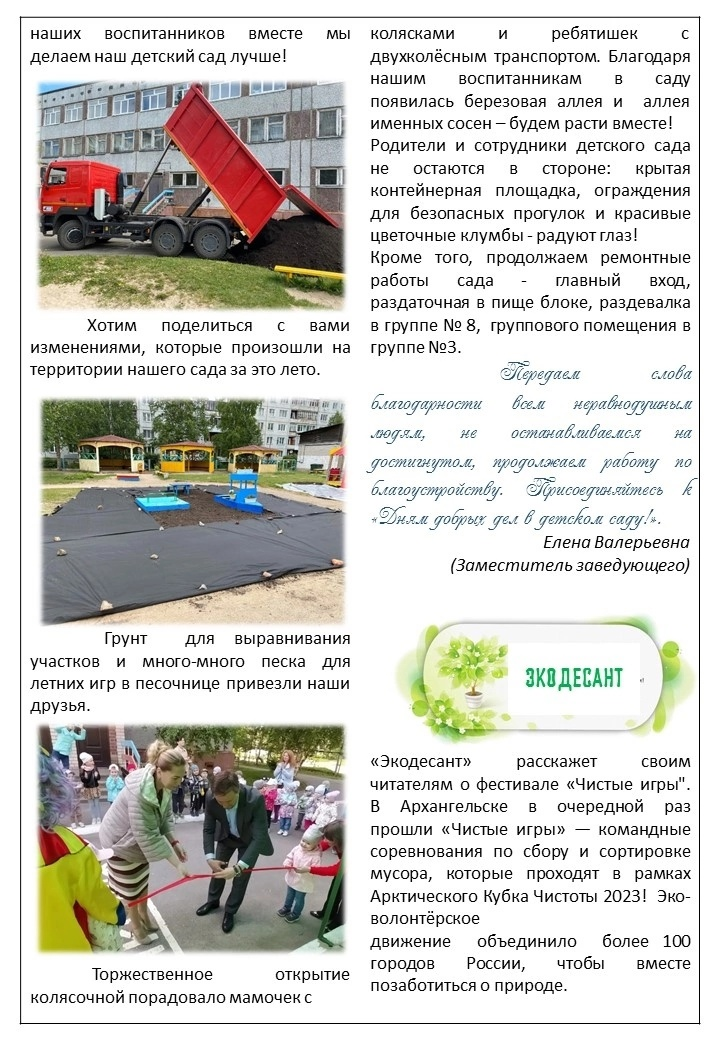 наших воспитанников вместе мы
делаем наш детский сад лучше!
Хотим поделиться с вами
изменениями, которые произошли на
территории нашего сада за это лето.
Грунт для выравнивания
участков и много-много песка для
летних игр в песочнице привезли наши
друзья.
Торжественное открытие
колясочной порадовало мамочек с
колясками и ребятишек с
двухколёсным транспортом. Благодаря
нашим воспитанникам в саду
появилась березовая аллея и аллея
именных сосен – будем расти вместе!
Родители и сотрудники детского сада
не остаются в стороне: крытая
контейнерная площадка, ограждения
для безопасных прогулок и красивые
цветочные клумбы - радуют глаз!
Кроме того, продолжаем ремонтные
работы сада - главный вход,
раздаточная в пище блоке, раздевалка
в группе № 8, группового помещения в
группе №3.
Передаем слова
благодарности всем неравнодушным
людям, не останавливаемся на
достигнутом, продолжаем работу по
благоустройству. Присоединяйтесь к
«Дням добрых дел в детском саду!».
Елена Валерьевна
(Заместитель заведующего)
ЭКОДЕСАНТ
«Экодесант» расскажет своим
читателям о фестивале «Чистые игры".
В Архангельске в очередной раз
прошли «Чистые игры» — командные
соревнования по сбору и сортировке
мусора, которые проходят в рамках
Арктического Кубка Чистоты 2023! Эко-
волонтёрское
движение объединило более 100
городов России, чтобы вместе
позаботиться о природе.